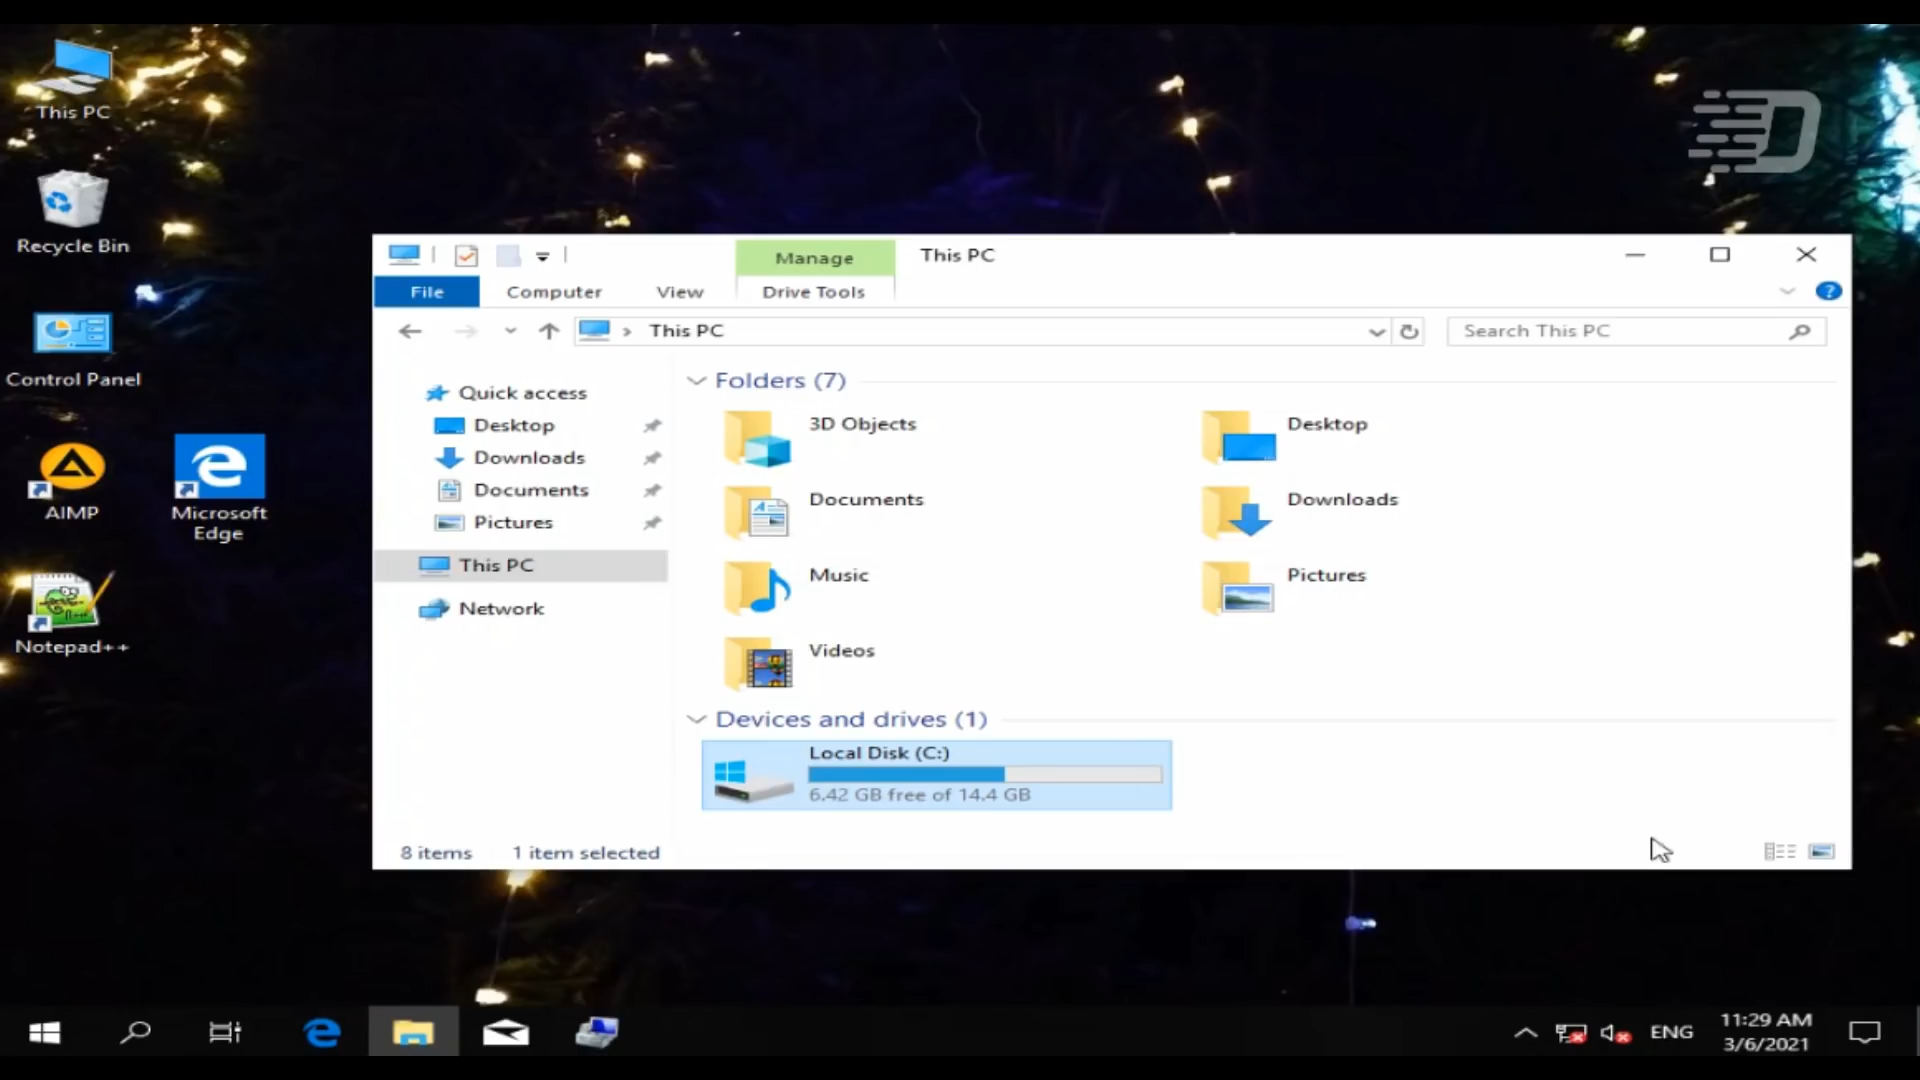 This PC
Recycle Bin
Control Panel
AIMP
Microsoft
Edge
Notepad++
Manage
This PC
File
Computer
View
Drive Tools
This PC
Search This PC
Quick access
Desktop
Downloads
Documents
Pictures
This PC
Network
Folders (7)
3D Objects
Desktop
Documents
Downloads
Music
Pictures
Videos
Devices and drives (1)
Local Disk (C:)
6.42 GB free of 14.4 GB
8 items
1 item selected
ENG
11:29 AM
3/6/2021